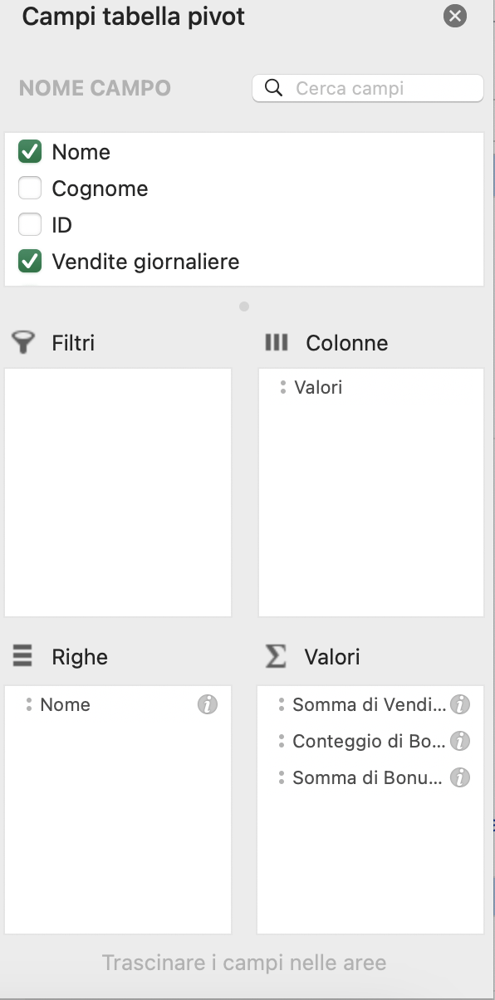 Campi tabella pivot
NOME CAMPO
Cerca campi
Nome
Cognome
ID
Vendite giornaliere
Filtri
Colonne
Valori
Righe
Valori
Nome
Somma di Vendi...
Conteggio di Bo...
Somma di Bonu...
Trascinare i campi nelle aree